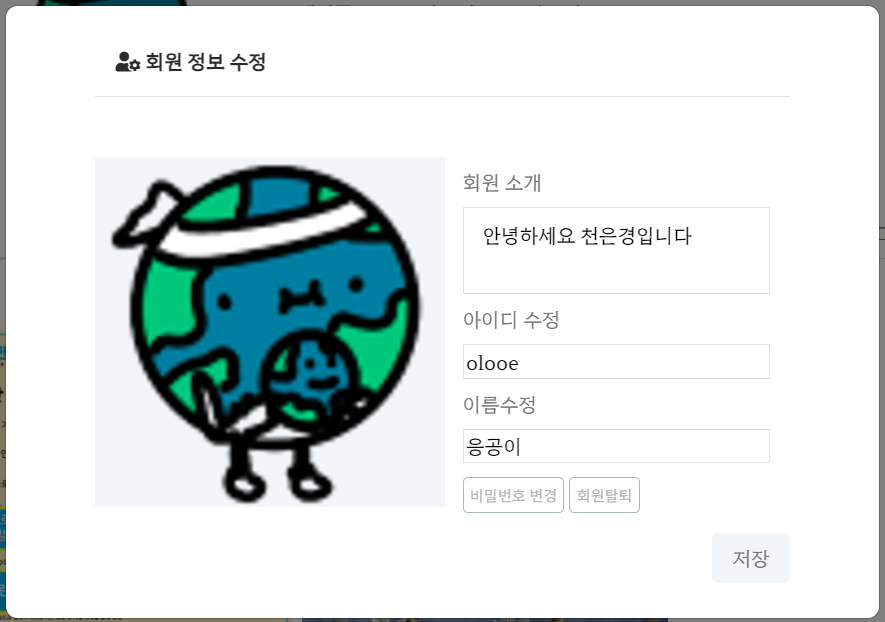 회원 정보 수정
회원 소개
안녕하세요 천은경입니다
아이디 수정
olooe
이름수정
응공이
비밀번호 변경
회원탈퇴
저장